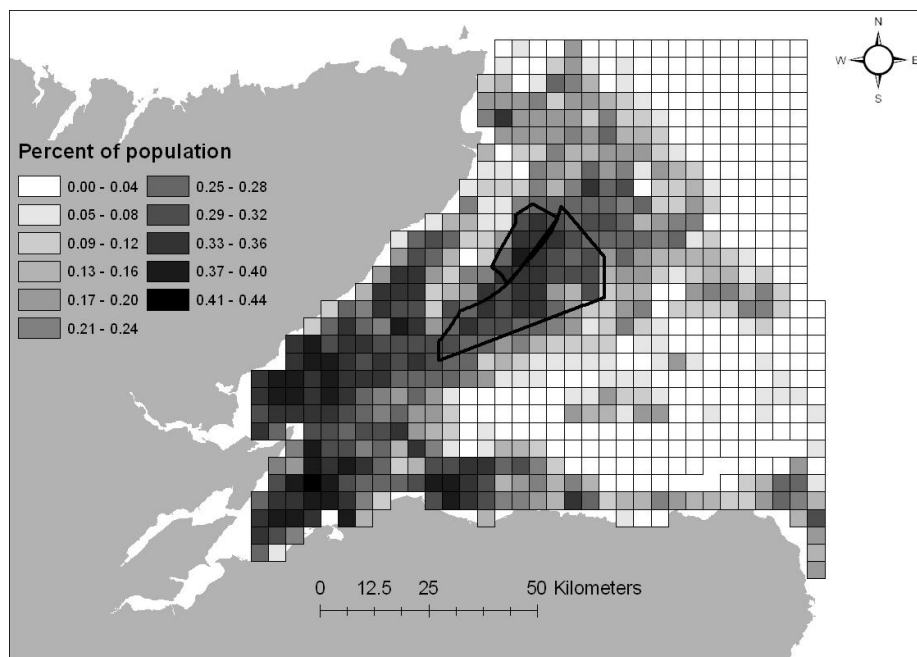 N
W E
S
Percent of population
0.00 - 0.04 0.25 - 0.28
0.05 - 0.08 0.29 - 0.32
0.09 - 0.12 0.33 - 0.36
0.13 - 0.16 0.37 - 0.40
0.17 - 0.20 0.41 - 0.44
0.21 - 0.24
0 12.5 25 50 Kilometers